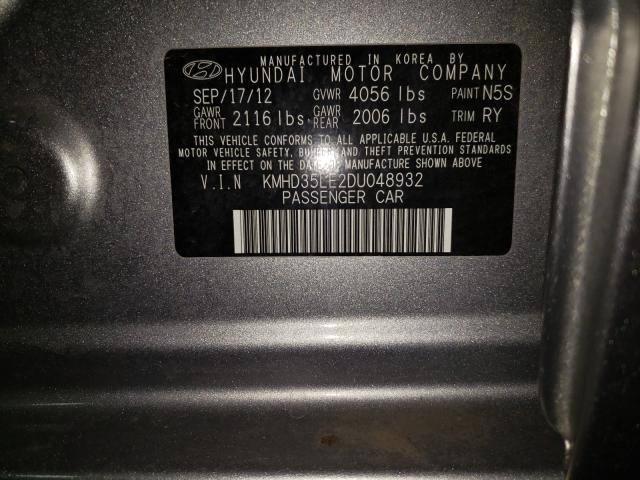 MANUFACTURED IN KOREA BY
HYUNDAI MOTOR COMPANY
SEP/17/12 GVWR 4056 lbs PAINT N5S
GAWR FRONT 2116 lbs GAWR REAR 2006 lbs TRIM RY
THIS VEHICLE CONFORMS TO ALL APPLICABLE U.S.A. FEDERAL
MOTOR VEHICLE SAFETY, BUMPER, AND THEFT PREVENTION STANDARDS
IN EFFECT ON THE DATE OF MANUFACTURE SHOWN ABOVE.
V.I.N KMHD35LE2DU048932
PASSENGER CAR